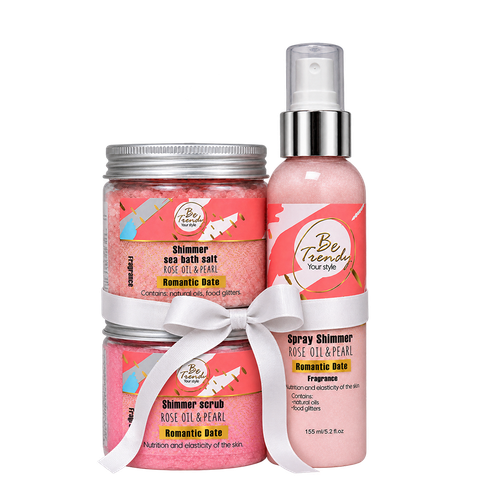 Be
Trendy
Your style
Shimmer
sea bath salt
ROSE OIL & PEARL
Romantic Date
Contains: natural oils, food glitters.
Fragrance
Be
Trendy
Your style
Shimmer scrub
ROSE OIL & PEARL
Romantic Date
Nutrition and elasticity of the skin.
Fragrance
Be
Trendy
Your style
Spray Shimmer
ROSE OIL & PEARL
Romantic Date
Fragrance
Nutrition and elasticity of the skin
Contains:
-natural oils
-food glitters
155 ml/5.2 fl.oz